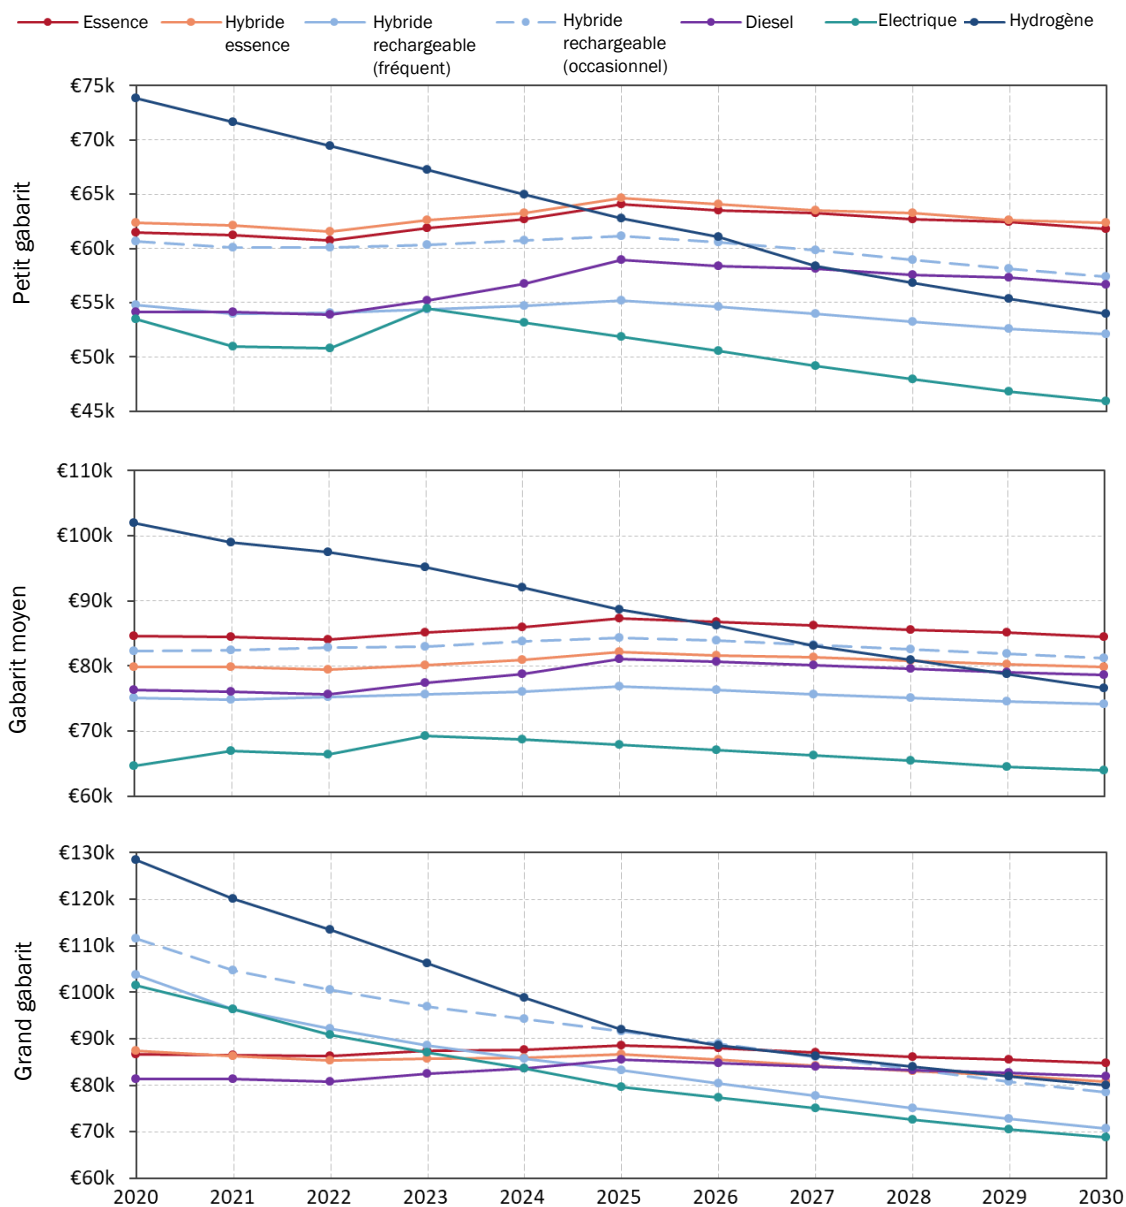 Essence
Hybride
essence
Hybride
rechargeable
(fréquent)
Hybride
rechargeable
(occasionnel)
Diesel
Electrique
Hydrogène
Petit gabarit
€75k
€70k
€65k
€60k
€55k
€50k
€45k
Gabarit moyen
€110k
€100k
€90k
€80k
€70k
€60k
Grand gabarit
€130k
€120k
€110k
€100k
€90k
€80k
€70k
€60k
2020 2021 2022 2023 2024 2025 2026 2027 2028 2029 2030